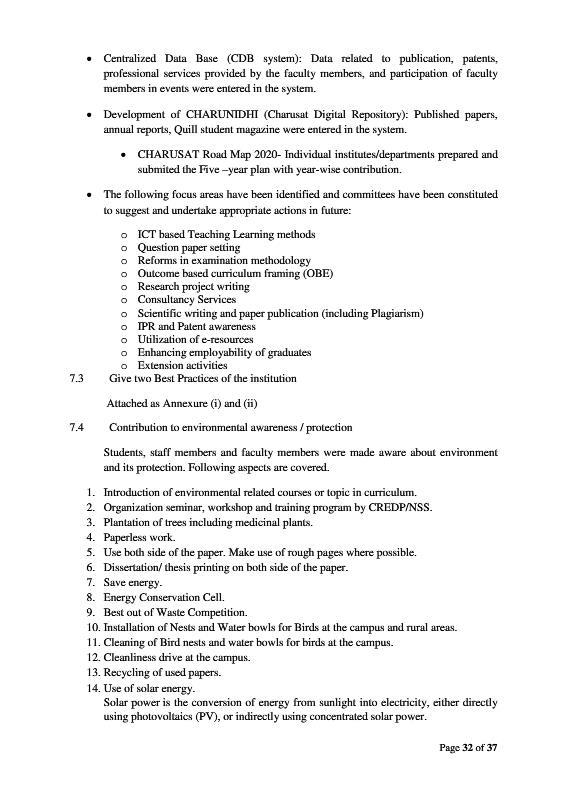 • Centralized Data Base (CDB system): Data related to publication, patents,
professional services provided by the faculty members, and participation of faculty
members in events were entered in the system.
• Development of CHARUNIDHI (Charusat Digital Repository): Published papers,
annual reports, Quill student magazine were entered in the system.
• CHARUSAT Road Map 2020- Individual institutes/departments prepared and
submited the Five –year plan with year-wise contribution.
• The following focus areas have been identified and committees have been constituted
to suggest and undertake appropriate actions in future:
o ICT based Teaching Learning methods
o Question paper setting
o Reforms in examination methodology
o Outcome based curriculum framing (OBE)
o Research project writing
o Consultancy Services
o Scientific writing and paper publication (including Plagiarism)
o IPR and Patent awareness
o Utilization of e-resources
o Enhancing employability of graduates
o Extension activities
7.3 Give two Best Practices of the institution
Attached as Annexure (i) and (ii)
7.4 Contribution to environmental awareness / protection
Students, staff members and faculty members were made aware about environment
and its protection. Following aspects are covered.
1. Introduction of environmental related courses or topic in curriculum.
2. Organization seminar, workshop and training program by CREDP/NSS.
3. Plantation of trees including medicinal plants.
4. Paperless work.
5. Use both side of the paper. Make use of rough pages where possible.
6. Dissertation/ thesis printing on both side of the paper.
7. Save energy.
8. Energy Conservation Cell.
9. Best out of Waste Competition.
10. Installation of Nests and Water bowls for Birds at the campus and rural areas.
11. Cleaning of Bird nests and water bowls for birds at the campus.
12. Cleanliness drive at the campus.
13. Recycling of used papers.
14. Use of solar energy.
Solar power is the conversion of energy from sunlight into electricity, either directly
using photovoltaics (PV), or indirectly using concentrated solar power.
Page 32 of 37